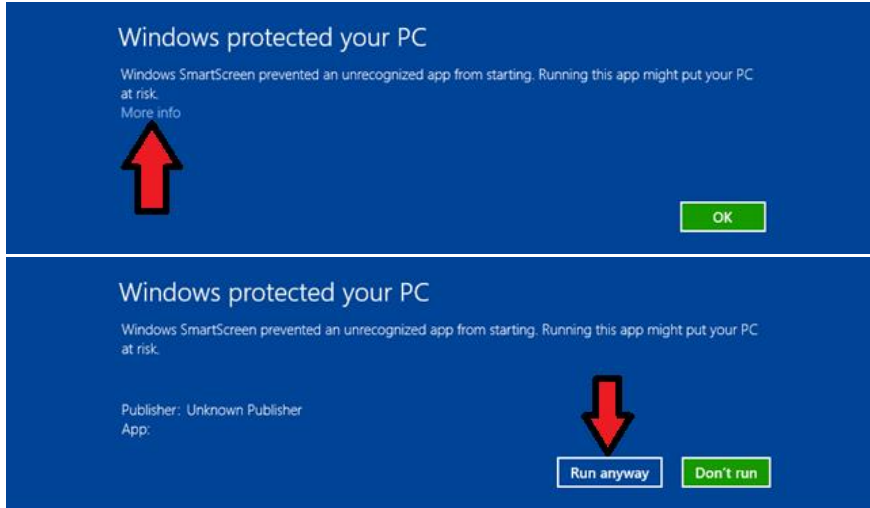 Windows protected your PC
Windows SmartScreen prevented an unrecognized app from starting. Running this app might put your PC
at risk.
More info
OK
Windows protected your PC
Windows SmartScreen prevented an unrecognized app from starting. Running this app might put your PC
at risk.
Publisher: Unknown Publisher
App:
Run anyway Don't run